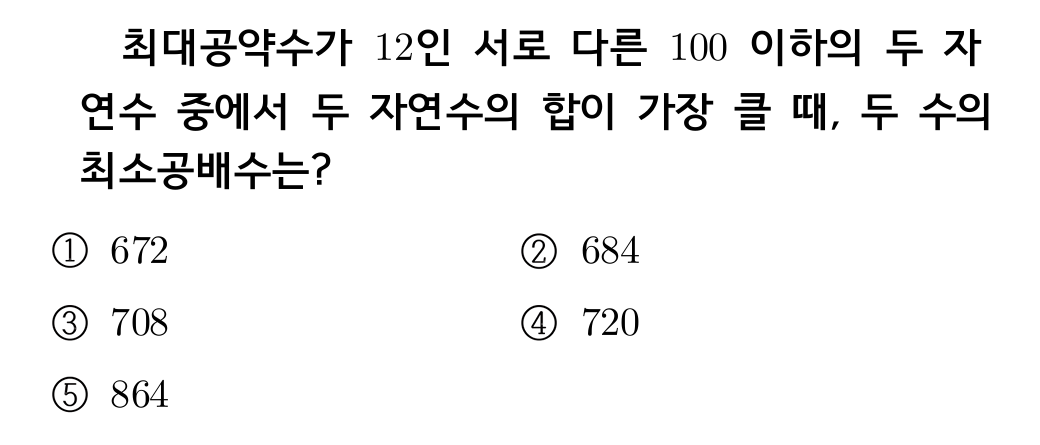 최대공약수가 12인 서로 다른 100 이하의 두 자
연수 중에서 두 자연수의 합이 가장 클 때, 두 수의
최소공배수는?
① 672 ② 684
③ 708 ④ 720
⑤ 864